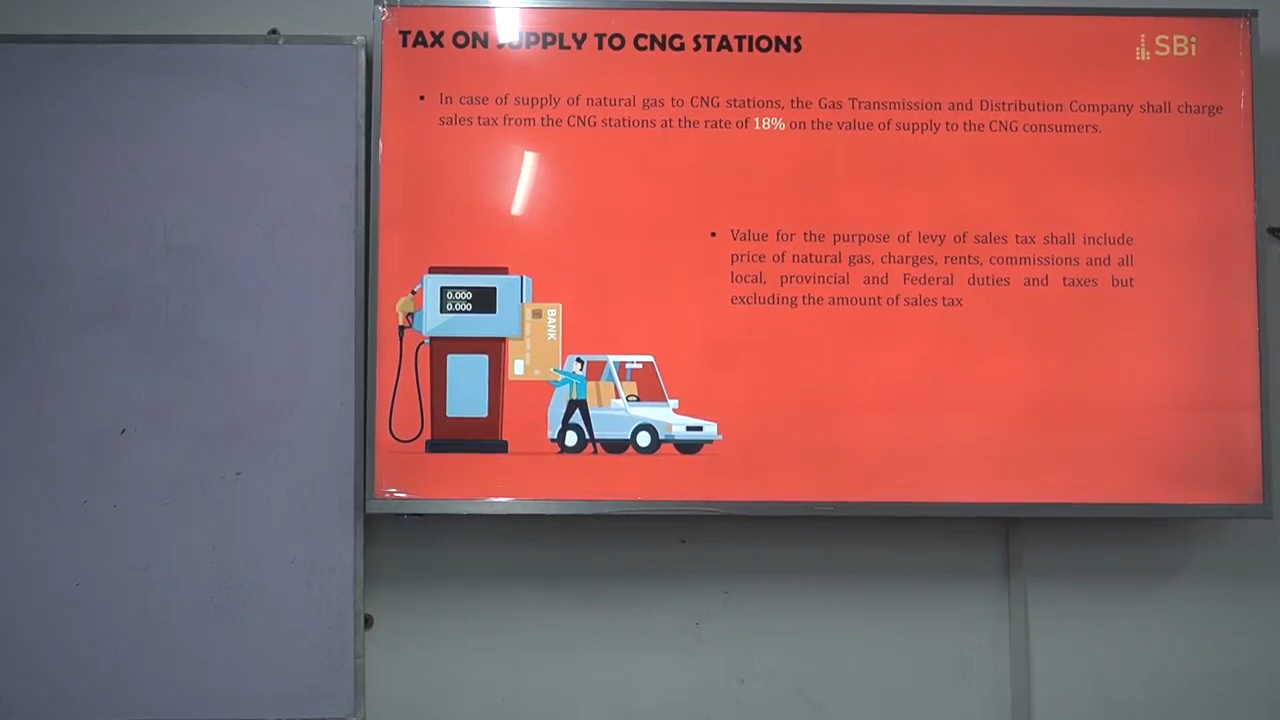 TAX ON SUPPLY TO CNG STATIONS
SBi
▪ In case of supply of natural gas to CNG stations, the Gas Transmission and Distribution Company shall charge
sales tax from the CNG stations at the rate of 18% on the value of supply to the CNG consumers.
▪ Value for the purpose of levy of sales tax shall include
price of natural gas, charges, rents, commissions and all
local, provincial and Federal duties and taxes but
excluding the amount of sales tax
0.000
0.000
BANK